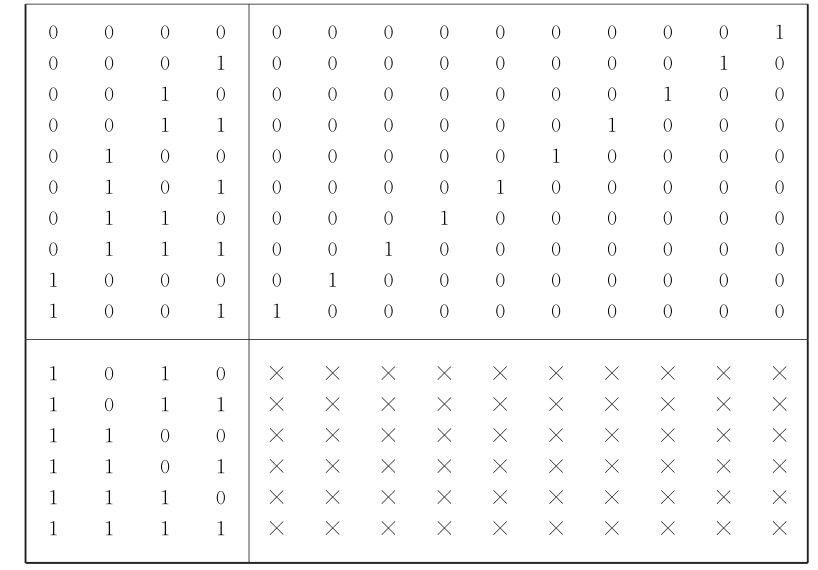 0 0 0 0 0 0 0 0 0 0 0 0 0 1
0 0 0 1 0 0 0 0 0 0 0 0 1 0
0 0 1 0 0 0 0 0 0 0 0 1 0 0
0 0 1 1 0 0 0 0 0 0 1 0 0 0
0 1 0 0 0 0 0 0 0 1 0 0 0 0
0 1 0 1 0 0 0 0 1 0 0 0 0 0
0 1 1 0 0 0 0 1 0 0 0 0 0 0
0 1 1 1 0 0 1 0 0 0 0 0 0 0
1 0 0 0 0 1 0 0 0 0 0 0 0 0
1 0 0 1 1 0 0 0 0 0 0 0 0 0
1 0 1 0 × × × × × × × × × ×
1 0 1 1 × × × × × × × × × ×
1 1 0 0 × × × × × × × × × ×
1 1 0 1 × × × × × × × × × ×
1 1 1 0 × × × × × × × × × ×
1 1 1 1 × × × × × × × × × ×